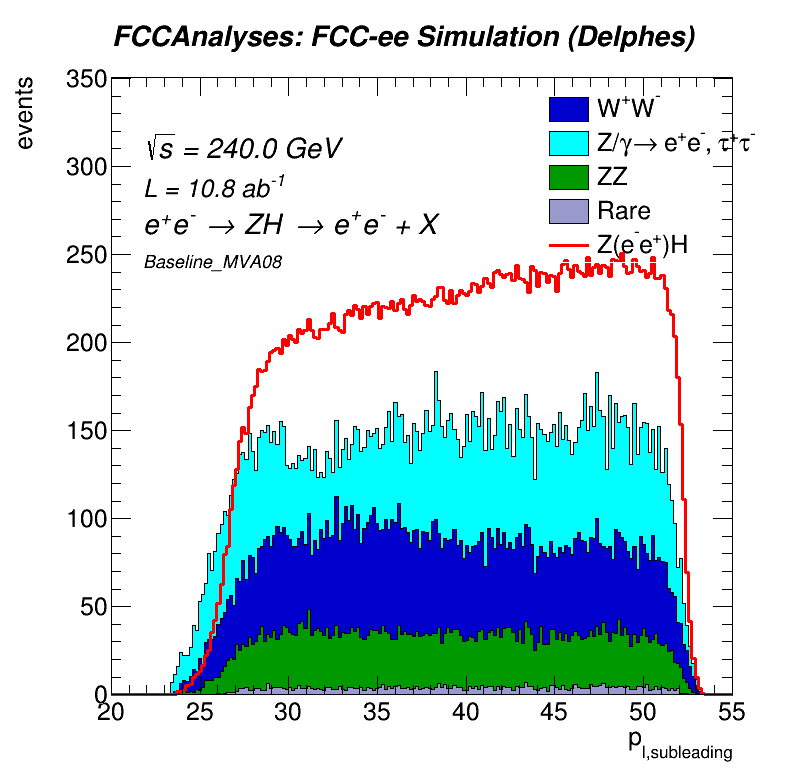 FCCAnalyses: FCC-ee Simulation (Delphes)
events
350
300
250
200
150
100
50
0
√s = 240.0 GeV
L = 10.8 ab⁻¹
e⁺e⁻ → ZH → e⁺e⁻ + X
Baseline_MVA08
W⁺W⁻
Z/γ→ e⁺e⁻, τ⁺τ⁻
ZZ
Rare
Z(e⁻e⁺)H
20 25 30 35 40 45 50 55
p_l,subleading